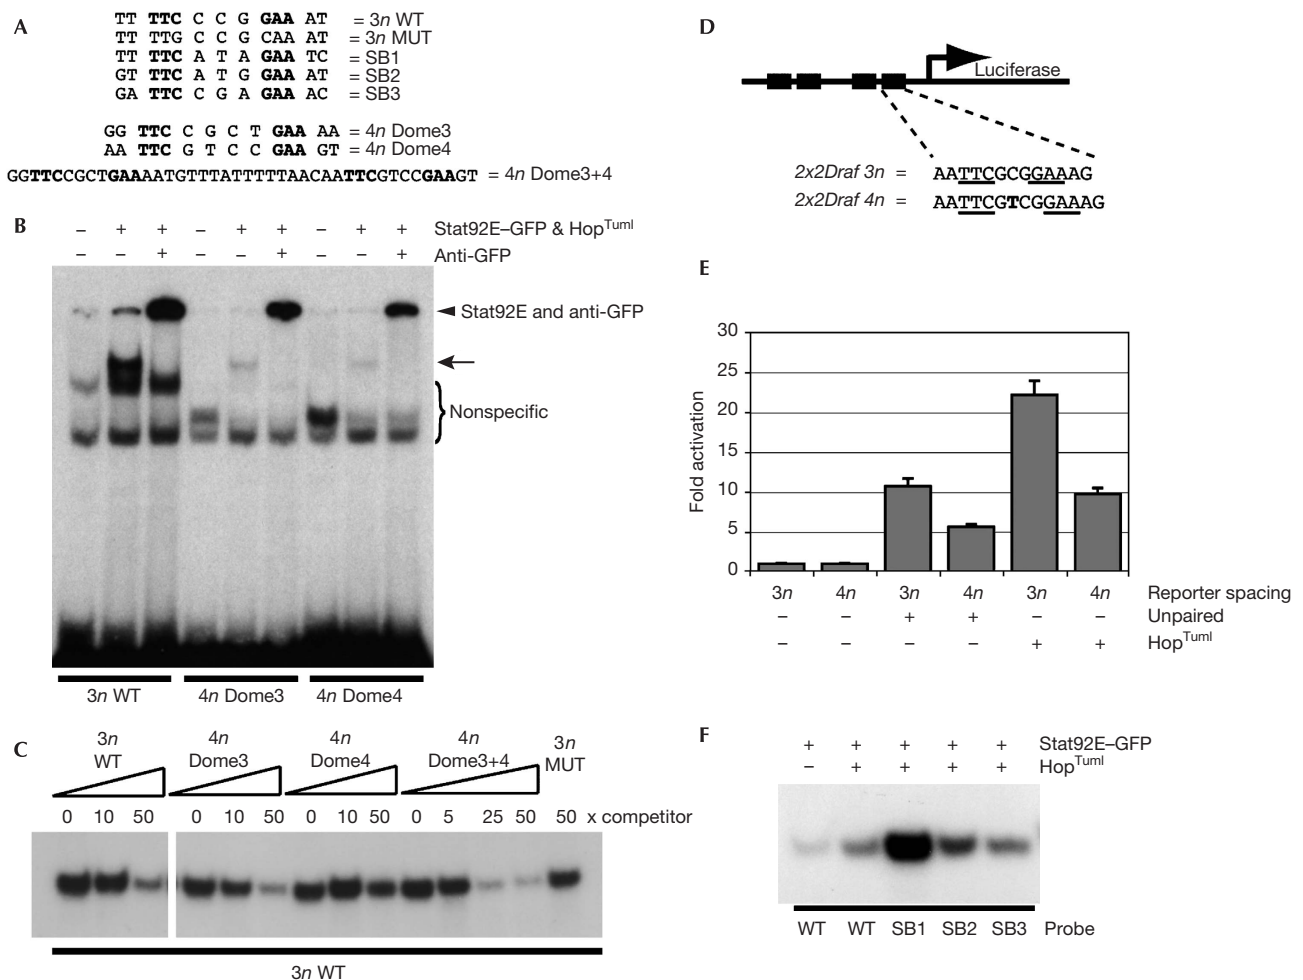 A
TT TTC C C G GAA AT = 3n WT
TT TTG C C G CAA AT = 3n MUT
TT TTC A T A GAA TC = SB1
GT TTC A T G GAA AT = SB2
GA TTC C G A GAA AC = SB3
GG TTC C G C T GAA AA = 4n Dome3
AA TTC G T C C GAA GT = 4n Dome4
GGTTCCGCTGAAAATGTTTATTTTTAACAATTCGTCCGAAGT = 4n Dome3+4
B
– + + – + + – + + Stat92E–GFP & Hop^Tuml
– – + – – + – – + Anti-GFP
Stat92E and anti-GFP
Nonspecific
3n WT 4n Dome3 4n Dome4
C
3n WT
4n Dome3
4n Dome4
4n Dome3+4
3n MUT
0 10 50 0 10 50 0 10 50 0 5 25 50 50 x competitor
3n WT
D
Luciferase
2x2Draf 3n = AATTCGCGGAAAG
2x2Draf 4n = AATTCGTCGGAAAG
E
Fold activation
30
25
20
15
10
5
0
3n 4n 3n 4n 3n 4n Reporter spacing
– – + + – – Unpaired
– – – – + + Hop^Tuml
F
+ + + + + Stat92E–GFP
– + + + + Hop^Tuml
WT WT SB1 SB2 SB3 Probe